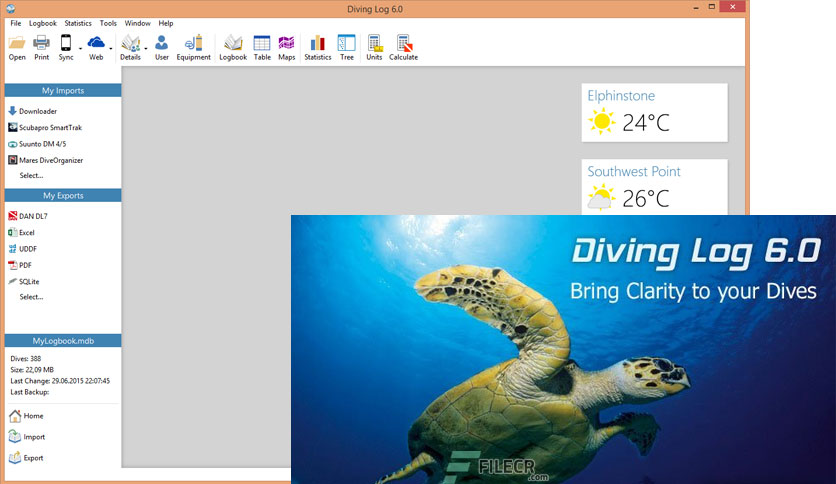 Diving Log 6.0
File Logbook Statistics Tools Window Help
Open Print Sync Web Details User Equipment Logbook Table Maps Statistics Tree Units Calculate
My Imports
Downloader
Scubapro SmartTrak
Suunto DM 4/5
Mares DiveOrganizer
Select...
My Exports
DAN DL7
Excel
UDDF
PDF
SQLite
Select...
MyLogbook.mdb
Dives: 388
Size: 22,09 MB
Last Change: 29.06.2015 22:07:45
Last Backup:
Home
Import
Export
Elphinstone
24°C
Southwest Point
26°C
Diving Log 6.0
Bring Clarity to your Dives
FILECR
.com